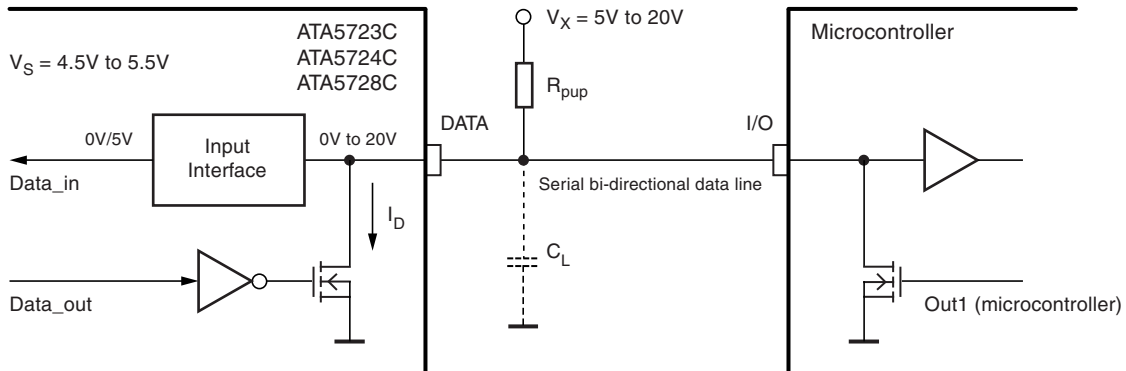 ATA5723C
ATA5724C
ATA5728C
V_S = 4.5V to 5.5V
0V/5V
Input
Interface
0V to 20V
Data_in
I_D
Data_out
DATA
V_X = 5V to 20V
R_pup
Serial bi-directional data line
C_L
Microcontroller
I/O
Out1 (microcontroller)